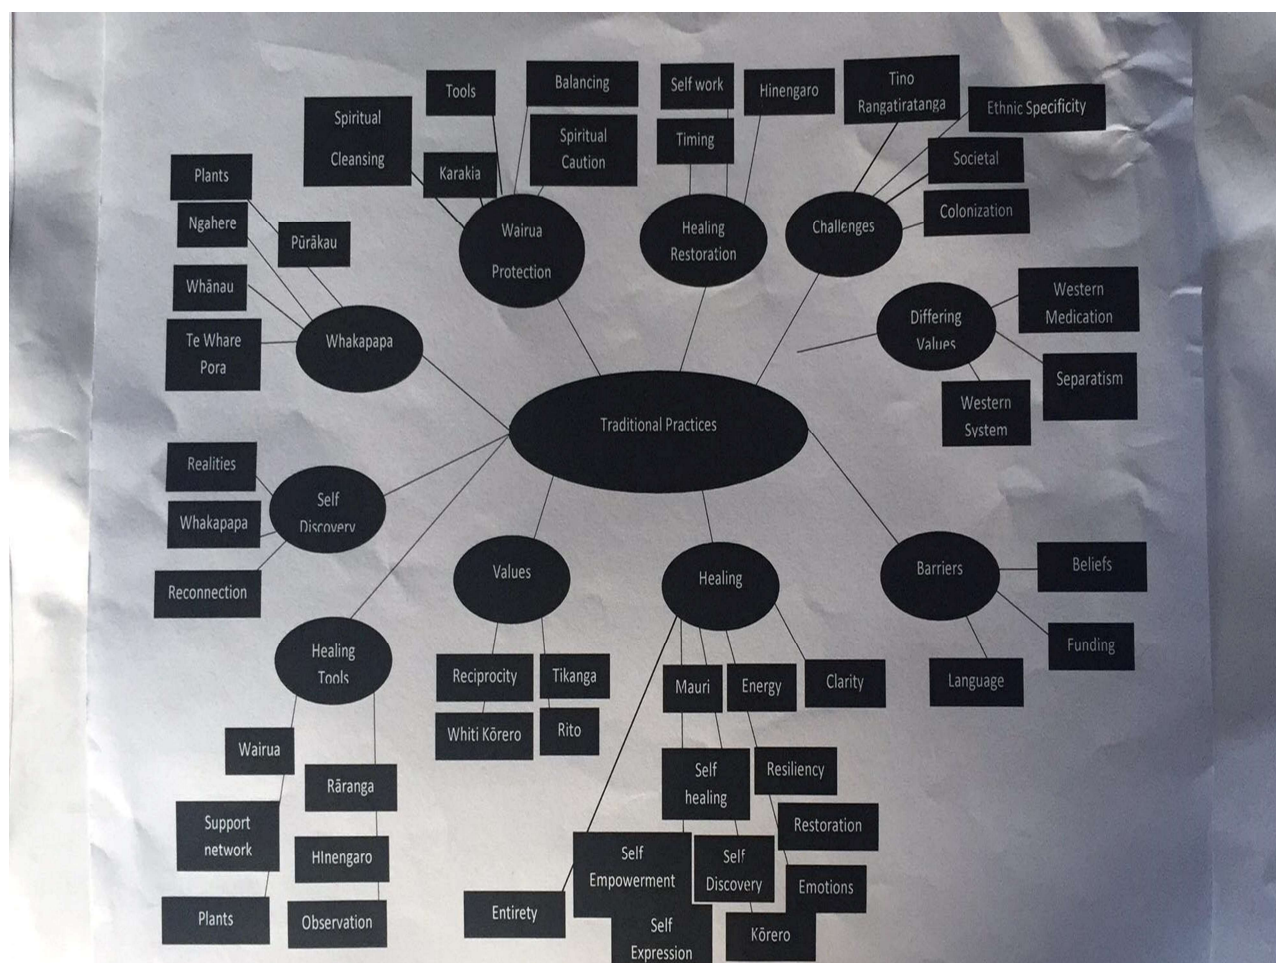 Tools
Balancing
Self work
Hinengaro
Tino
Rangatiratanga
Ethnic Specificity
Spiritual
Cleansing
Karakia
Spiritual
Caution
Timing
Societal
Colonization
Plants
Ngahere
Pūrākau
Whānau
Te Whare
Pora
Whakapapa
Wairua
Protection
Healing
Restoration
Challenges
Differing
Values
Western
Medication
Separatism
Western
System
Traditional Practices
Realities
Whakapapa
Reconnection
Self
Discovery
Values
Healing
Barriers
Beliefs
Funding
Language
Healing
Tools
Reciprocity
Tikanga
Whiti Kōrero
Rito
Mauri
Energy
Clarity
Wairua
Rāranga
Support
network
HInengaro
Plants
Observation
Self
healing
Resiliency
Restoration
Self
Empowerment
Self
Discovery
Emotions
Entirety
Self
Expression
Kōrero